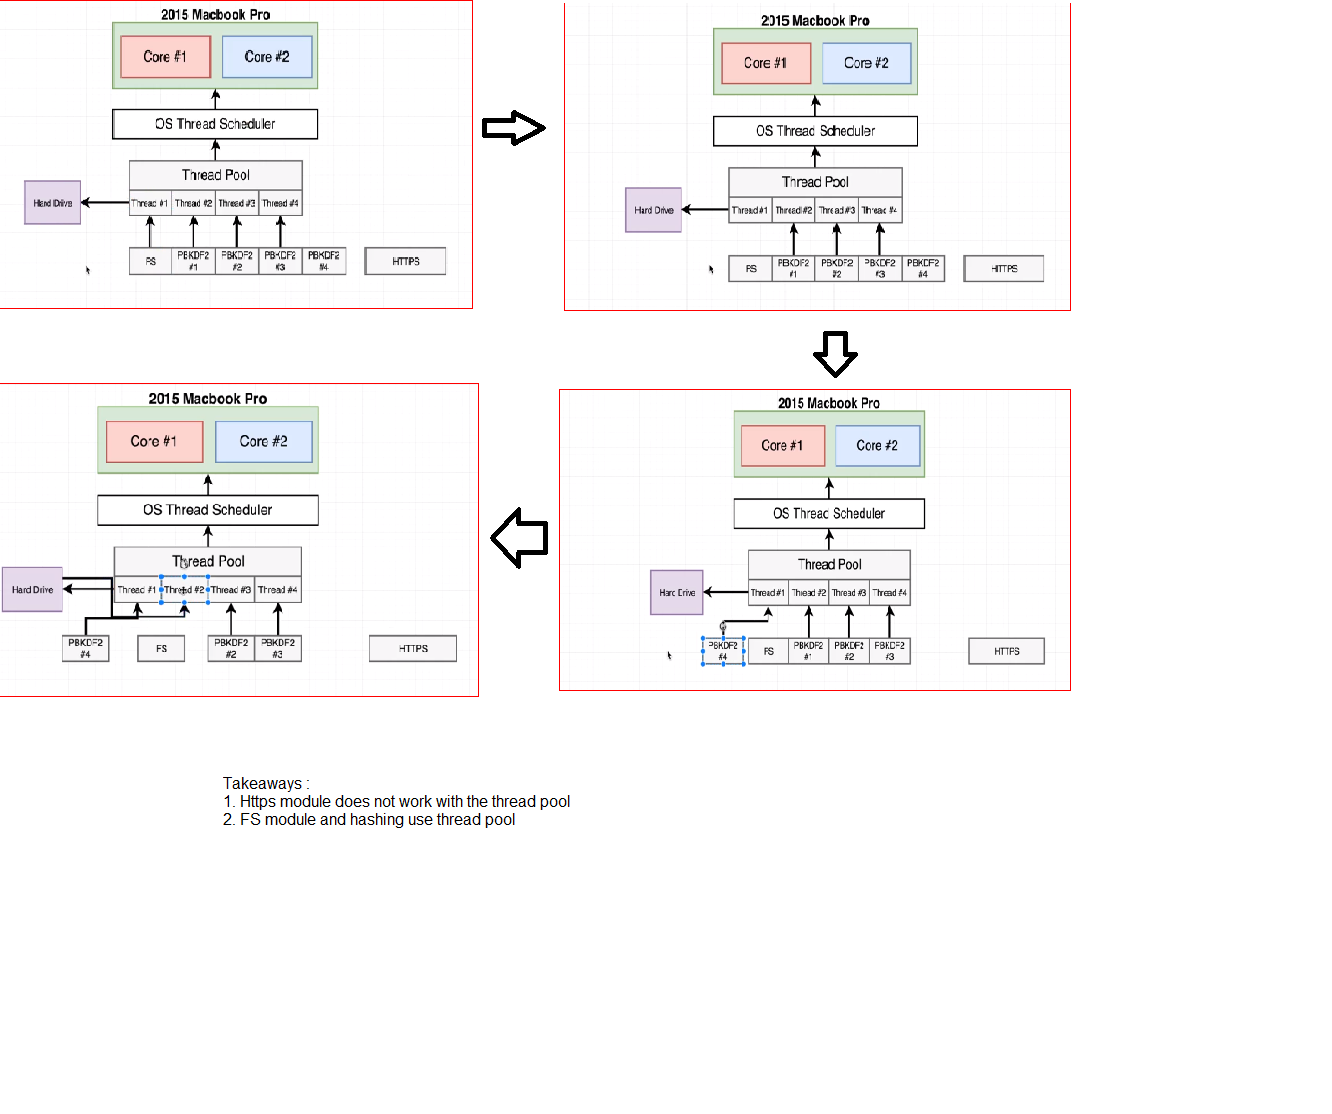 2015 Macbook Pro
Core #1 Core #2
OS Thread Scheduler
Thread Pool
Hard Drive Thread #1 Thread #2 Thread #3 Thread #4
FS PBKDF2 #1 PBKDF2 #2 PBKDF2 #3 PBKDF2 #4 HTTPS
2015 Macbook Pro
Core #1 Core #2
OS Thread Scheduler
Thread Pool
Hard Drive Thread #1 Thread #2 Thread #3 Thread #4
FS PBKDF2 #1 PBKDF2 #2 PBKDF2 #3 PBKDF2 #4 HTTPS
2015 Macbook Pro
Core #1 Core #2
OS Thread Scheduler
Thread Pool
Hard Drive Thread #1 Thread #2 Thread #3 Thread #4
PBKDF2 #4 FS PBKDF2 #1 PBKDF2 #2 PBKDF2 #3 HTTPS
2015 Macbook Pro
Core #1 Core #2
OS Thread Scheduler
Thread Pool
Hard Drive Thread #1 Thread #2 Thread #3 Thread #4
PBKDF2 #4 FS PBKDF2 #2 PBKDF2 #3 HTTPS
Takeaways :
1. Https module does not work with the thread pool
2. FS module and hashing use thread pool